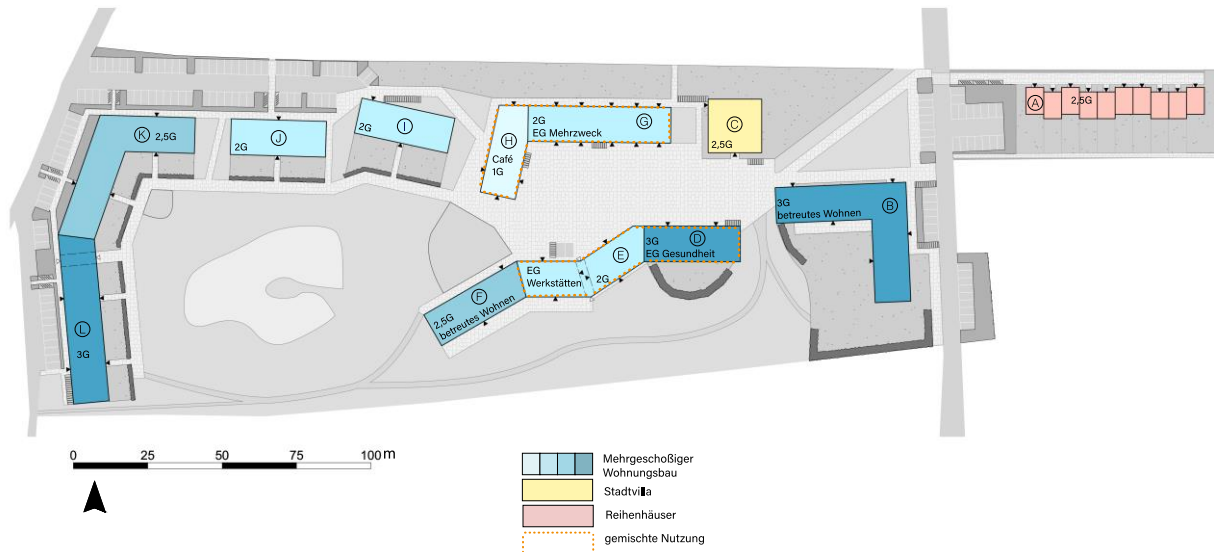 A
2,5G
K
2,5G
J
2G
I
2G
H
Café
1G
2G
EG Mehrzweck
G
C
2,5G
B
3G
betreutes Wohnen
D
3G
EG Gesundheit
E
2G
EG
Werkstätten
F
2,5G
betreutes Wohnen
L
3G
0 25 50 75 100 m
Mehrgeschoßiger
Wohnungsbau
Stadtvilla
Reihenhäuser
gemischte Nutzung